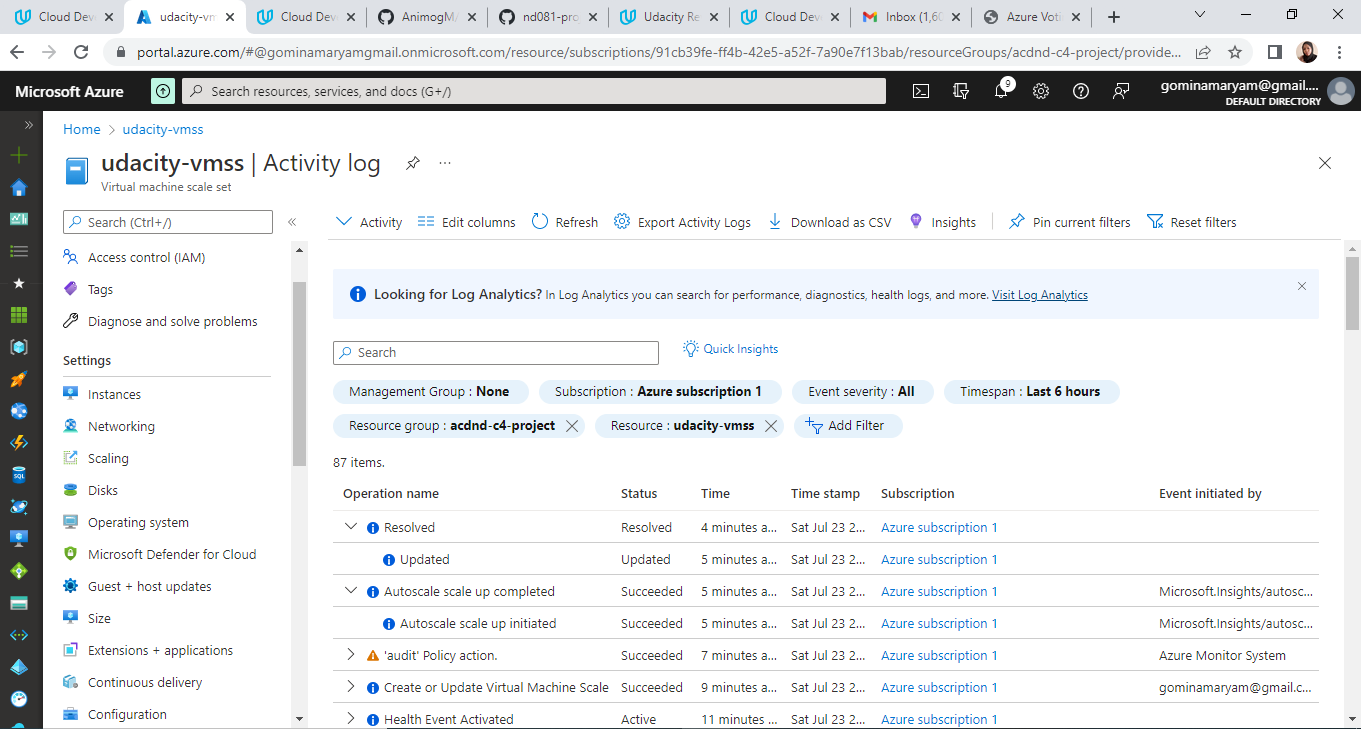 Cloud Dev
udacity-vm
Cloud Dev
AnimogMA
nd081-pro
Udacity Re
Cloud Dev
Inbox (1,60
Azure Voti
portal.azure.com/#@gominamaryamgmail.onmicrosoft.com/resource/subscriptions/91cb39fe-ff4b-42e5-a52f-7a90e7f13bab/resourceGroups/acdnd-c4-project/provide...
Microsoft Azure
Search resources, services, and docs (G+/)
9
gominamaryam@gmail....
DEFAULT DIRECTORY
Home > udacity-vmss
udacity-vmss | Activity log
Virtual machine scale set
Search (Ctrl+/)
Access control (IAM)
Tags
Diagnose and solve problems
Settings
Instances
Networking
Scaling
Disks
Operating system
Microsoft Defender for Cloud
Guest + host updates
Size
Extensions + applications
Continuous delivery
Configuration
SQL
Activity Edit columns Refresh Export Activity Logs Download as CSV Insights Pin current filters Reset filters
Looking for Log Analytics? In Log Analytics you can search for performance, diagnostics, health logs, and more. Visit Log Analytics
Search
Quick Insights
Management Group : None
Subscription : Azure subscription 1
Event severity : All
Timespan : Last 6 hours
Resource group : acdnd-c4-project
Resource : udacity-vmss
Add Filter
87 items.
Operation name Status Time Time stamp Subscription Event initiated by
Resolved Resolved 4 minutes a... Sat Jul 23 2... Azure subscription 1
Updated Updated 5 minutes a... Sat Jul 23 2... Azure subscription 1
Autoscale scale up completed Succeeded 5 minutes a... Sat Jul 23 2... Azure subscription 1 Microsoft.Insights/autosc...
Autoscale scale up initiated Succeeded 5 minutes a... Sat Jul 23 2... Azure subscription 1 Microsoft.Insights/autosc...
'audit' Policy action. Succeeded 7 minutes a... Sat Jul 23 2... Azure subscription 1 Azure Monitor System
Create or Update Virtual Machine Scale Succeeded 9 minutes a... Sat Jul 23 2... Azure subscription 1 gominamaryam@gmail.c...
Health Event Activated Active 11 minutes ... Sat Jul 23 2... Azure subscription 1